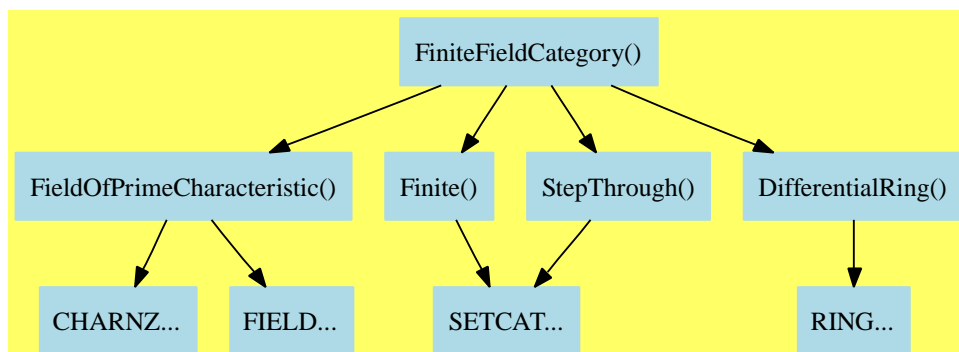 FiniteFieldCategory()
FieldOfPrimeCharacteristic()
Finite()
StepThrough()
DifferentialRing()
CHARNZ...
FIELD...
SETCAT...
RING...